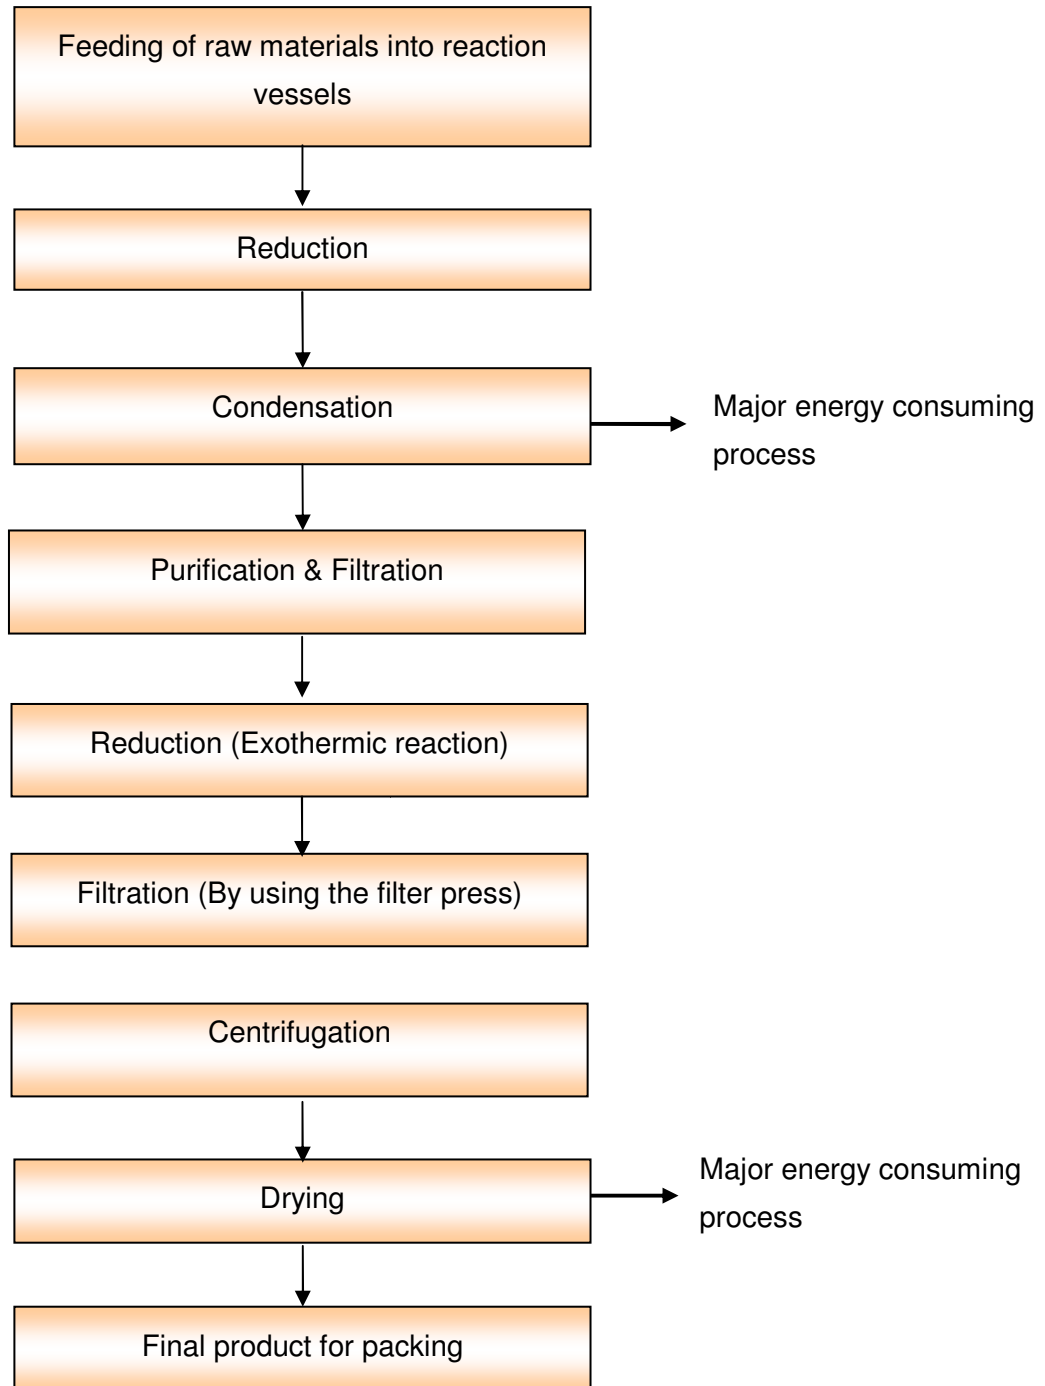 Feeding of raw materials into reaction
vessels
Reduction
Condensation
Major energy consuming
process
Purification & Filtration
Reduction (Exothermic reaction)
Filtration (By using the filter press)
Centrifugation
Drying
Major energy consuming
process
Final product for packing